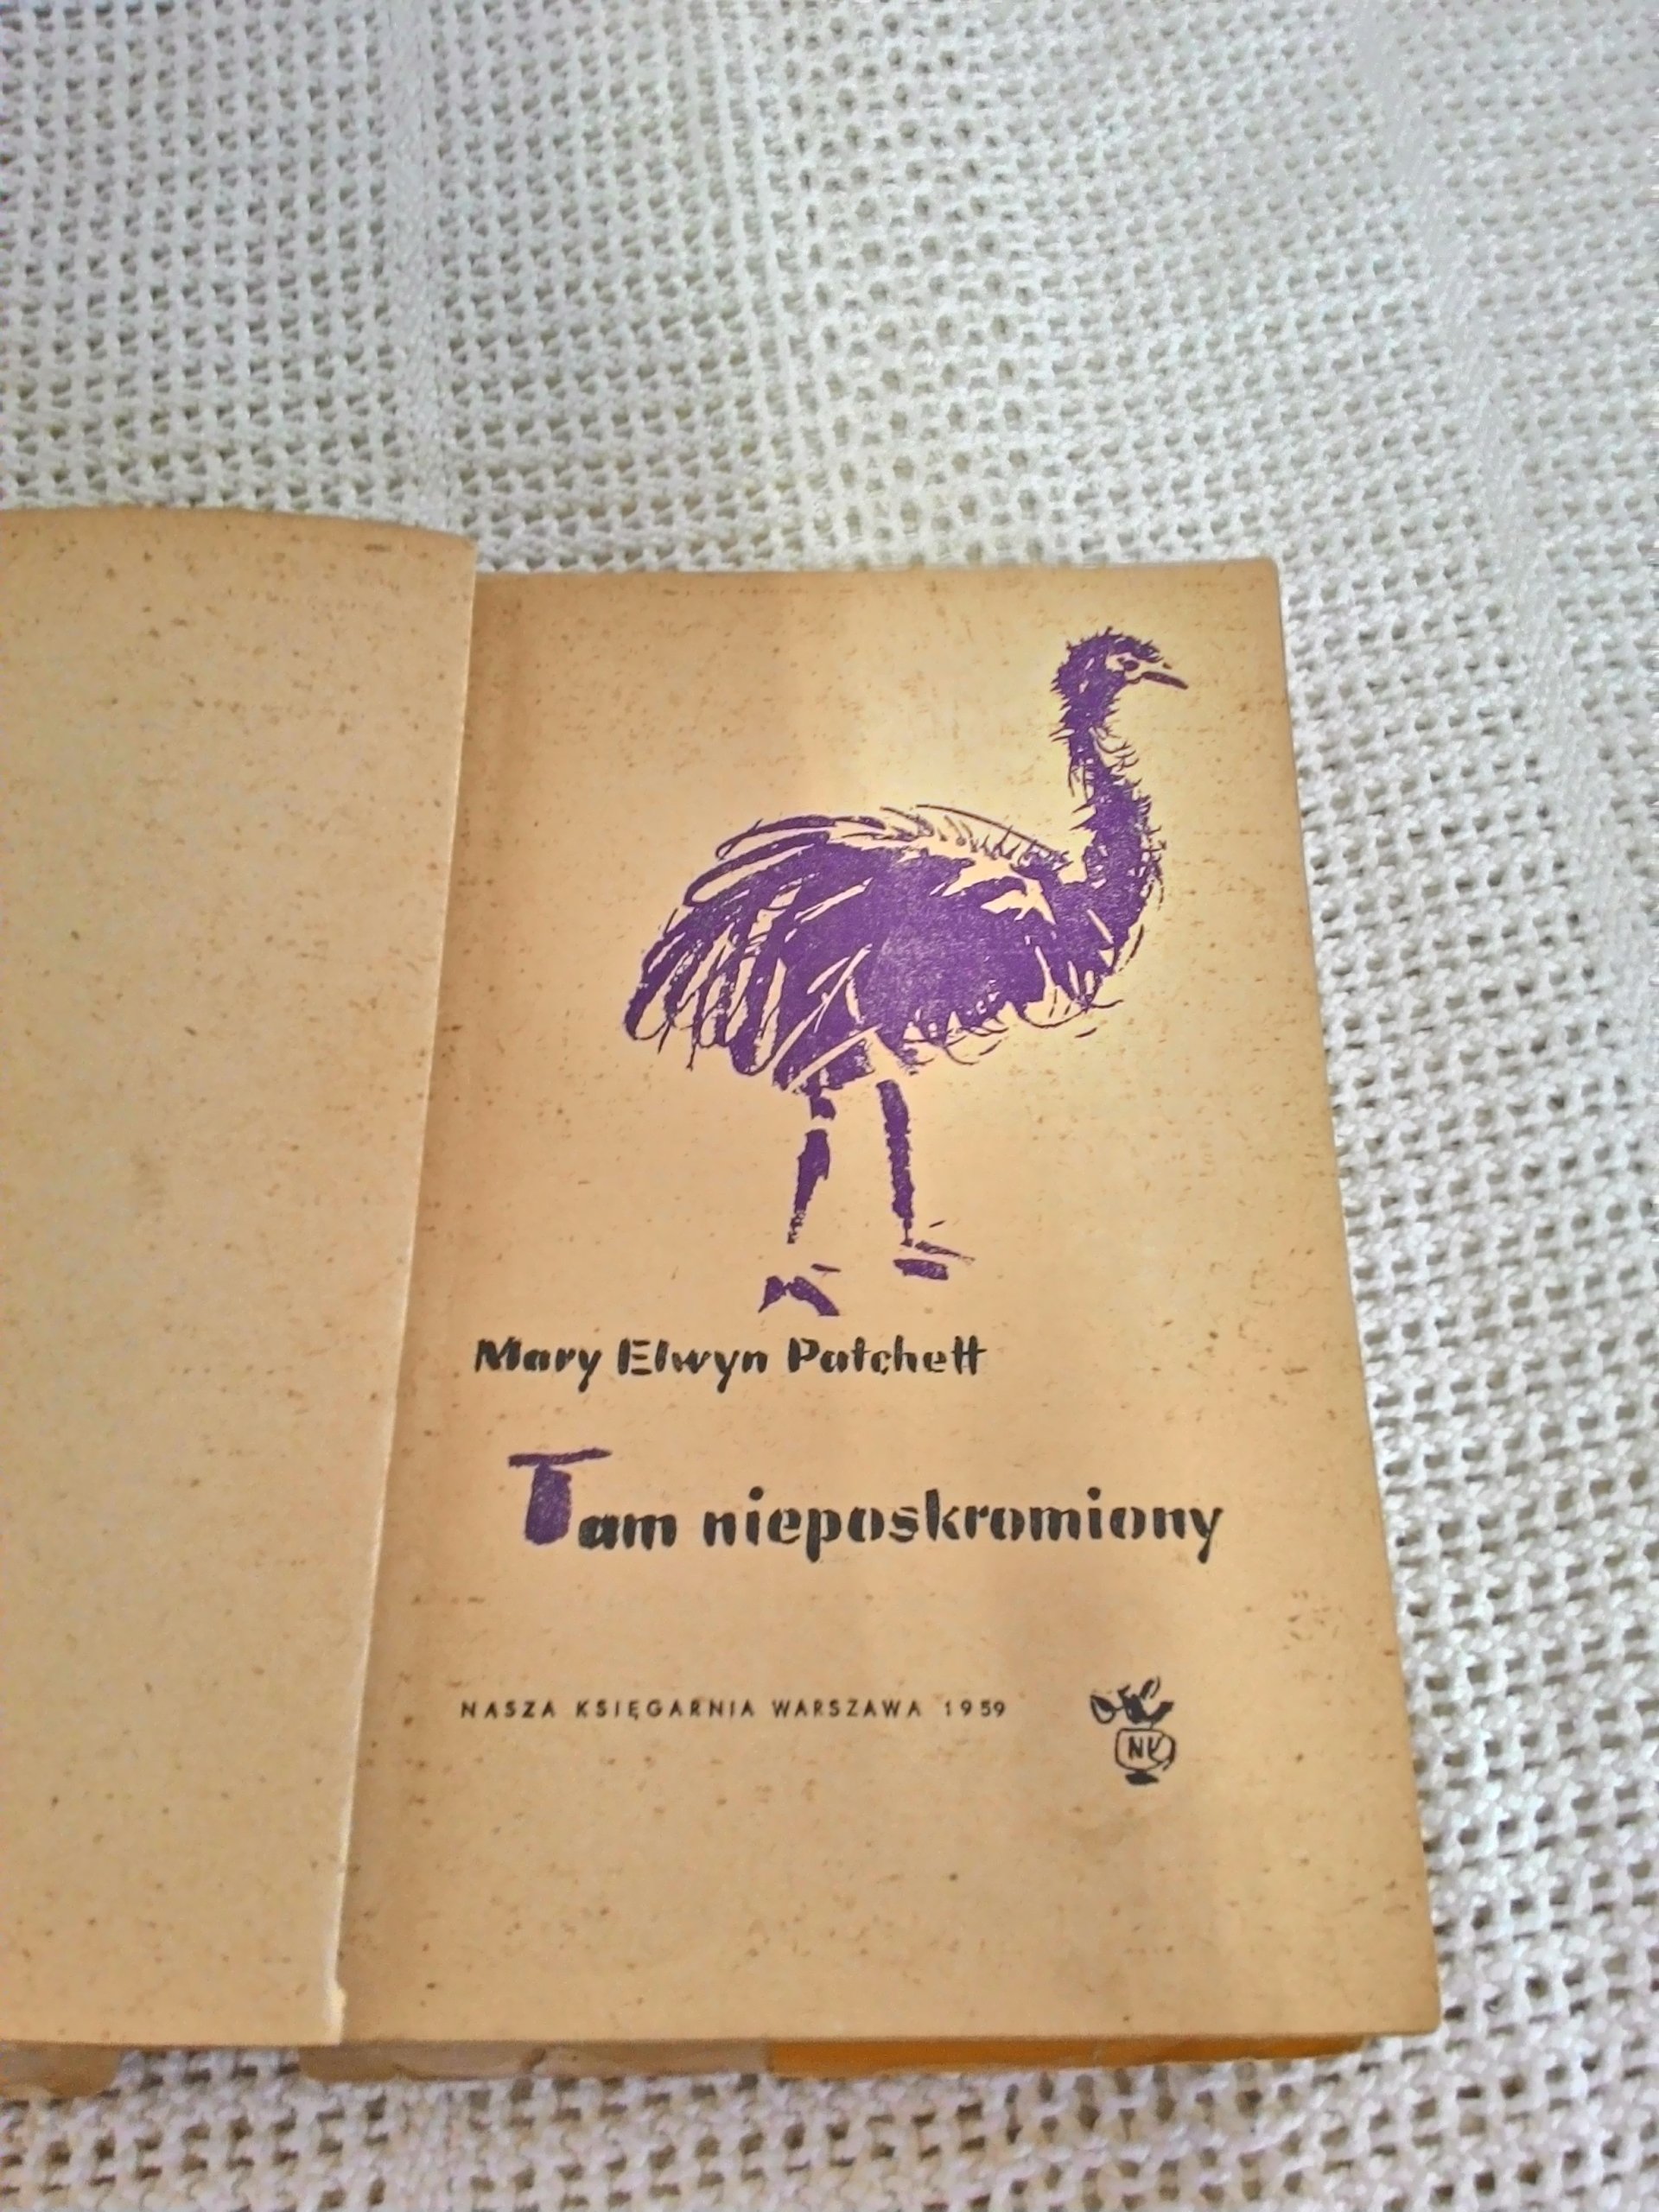 Mary Elwyn Patchett
Tam nieposkromiony
NASZA KSIĘGARNIA WARSZAWA 1959
NK